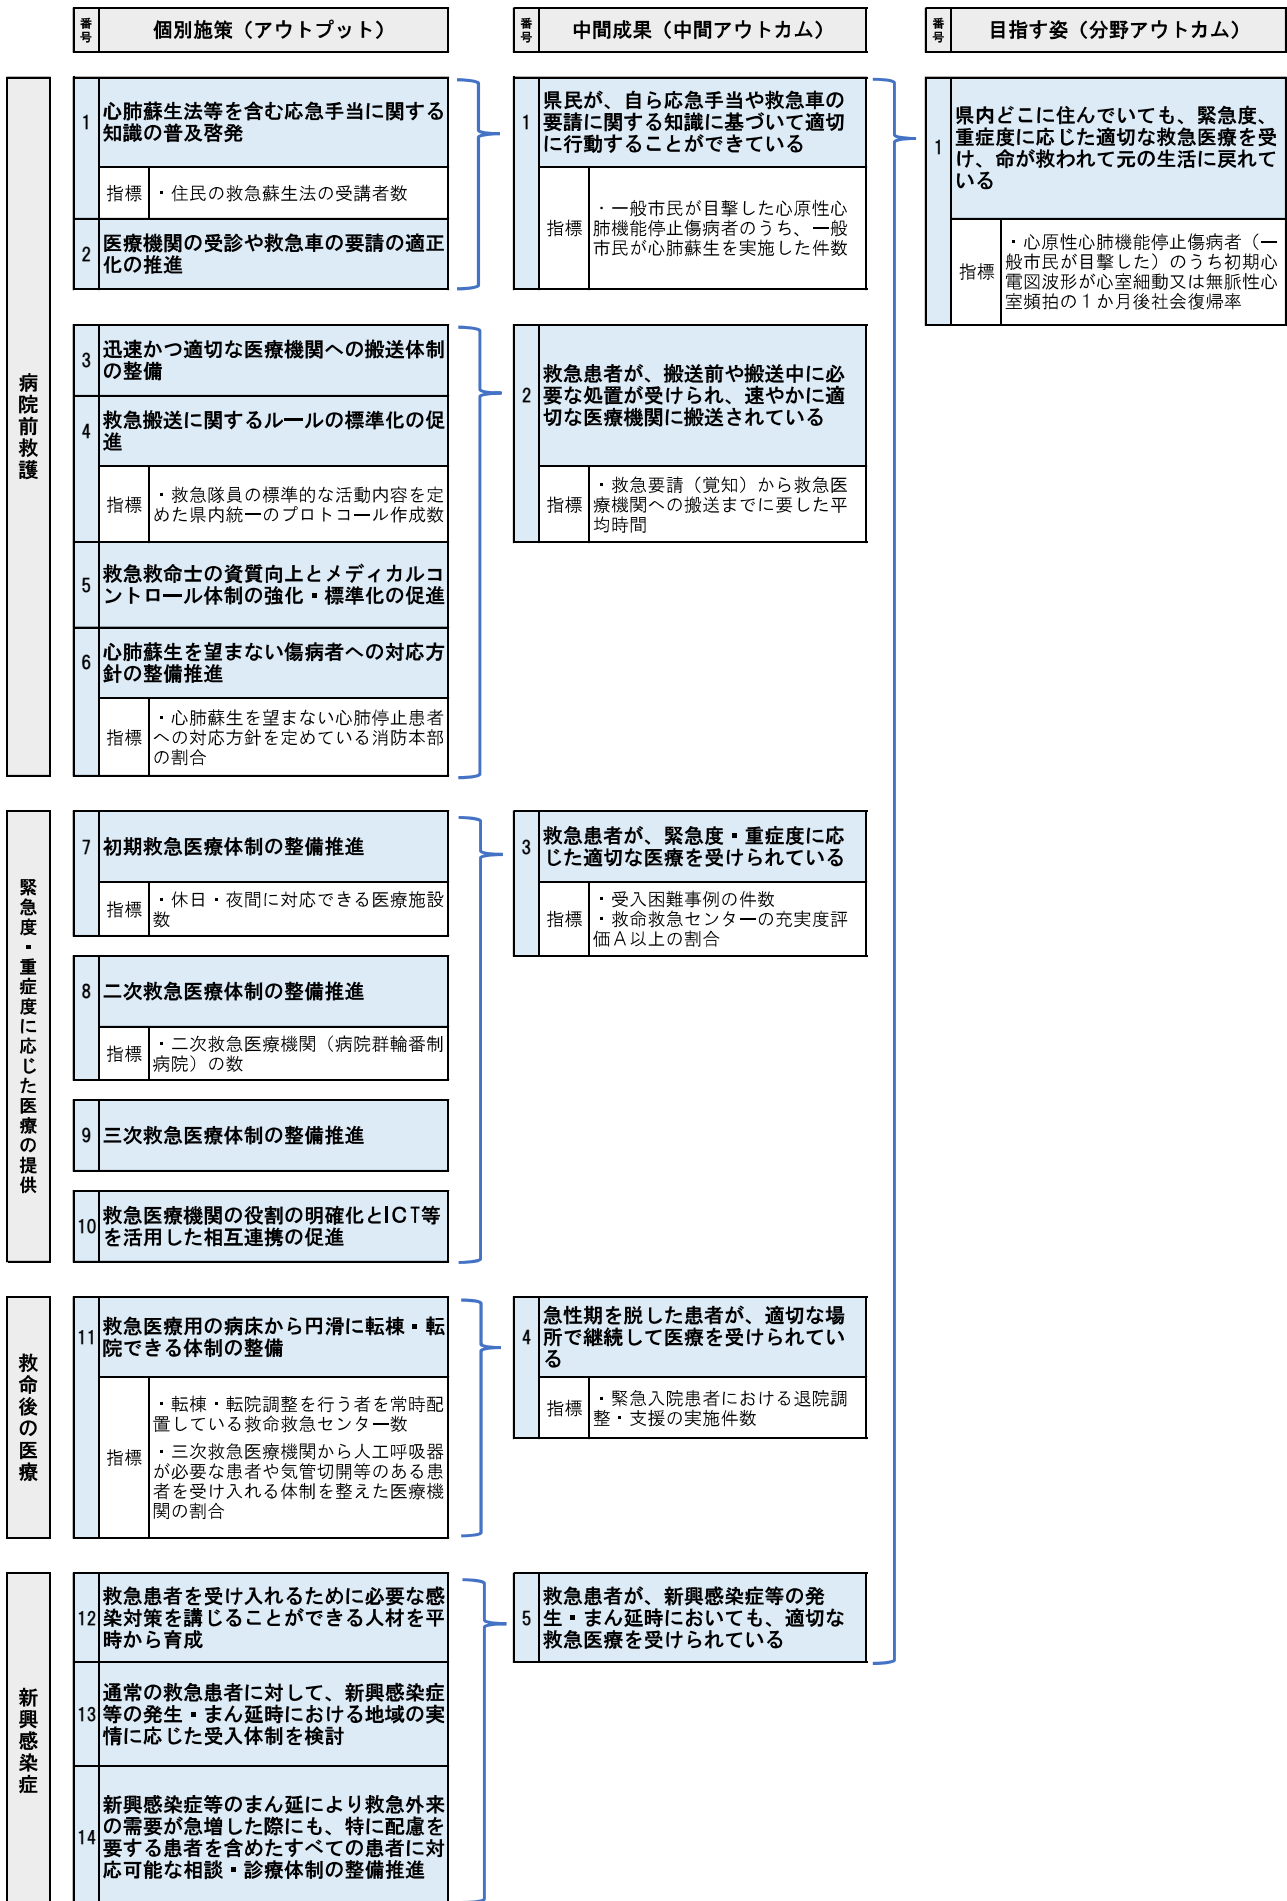 番号
個別施策（アウトプット）
番号
中間成果（中間アウトカム）
番号
目指す姿（分野アウトカム）
病院前救護
1
心肺蘇生法等を含む応急手当に関する
知識の普及啓発
指標
・住民の救急蘇生法の受講者数
2
医療機関の受診や救急車の要請の適正
化の推進
1
県民が、自ら応急手当や救急車の
要請に関する知識に基づいて適切
に行動することができている
指標
・一般市民が目撃した心原性心
肺機能停止傷病者のうち、一般
市民が心肺蘇生を実施した件数
1
県内どこに住んでいても、緊急度、
重症度に応じた適切な救急医療を受
け、命が救われて元の生活に戻れて
いる
指標
・心原性心肺機能停止傷病者（一
般市民が目撃した）のうち初期心
電図波形が心室細動又は無脈性心
室頻拍の１か月後社会復帰率
3
迅速かつ適切な医療機関への搬送体制
の整備
4
救急搬送に関するルールの標準化の促
進
指標
・救急隊員の標準的な活動内容を定
めた県内統一のプロトコール作成数
5
救急救命士の資質向上とメディカルコ
ントロール体制の強化・標準化の促進
6
心肺蘇生を望まない傷病者への対応方
針の整備推進
指標
・心肺蘇生を望まない心肺停止患者
への対応方針を定めている消防本部
の割合
2
救急患者が、搬送前や搬送中に必
要な処置が受けられ、速やかに適
切な医療機関に搬送されている
指標
・救急要請（覚知）から救急医
療機関への搬送までに要した平
均時間
緊急度・重症度に応じた医療の提供
7
初期救急医療体制の整備推進
指標
・休日・夜間に対応できる医療施設
数
8
二次救急医療体制の整備推進
指標
・二次救急医療機関（病院群輪番制
病院）の数
9
三次救急医療体制の整備推進
10
救急医療機関の役割の明確化とICT等
を活用した相互連携の促進
3
救急患者が、緊急度・重症度に応
じた適切な医療を受けられている
指標
・受入困難事例の件数
・救命救急センターの充実度評
価Ａ以上の割合
救命後の医療
11
救急医療用の病床から円滑に転棟・転
院できる体制の整備
指標
・転棟・転院調整を行う者を常時配
置している救命救急センター数
・三次救急医療機関から人工呼吸器
が必要な患者や気管切開等のある患
者を受け入れる体制を整えた医療機
関の割合
4
急性期を脱した患者が、適切な場
所で継続して医療を受けられてい
る
指標
・緊急入院患者における退院調
整・支援の実施件数
新興感染症
12
救急患者を受け入れるために必要な感
染対策を講じることができる人材を平
時から育成
13
通常の救急患者に対して、新興感染症
等の発生・まん延時における地域の実
情に応じた受入体制を検討
14
新興感染症等のまん延により救急外来
の需要が急増した際にも、特に配慮を
要する患者を含めたすべての患者に対
応可能な相談・診療体制の整備推進
5
救急患者が、新興感染症等の発
生・まん延時においても、適切な
救急医療を受けられている